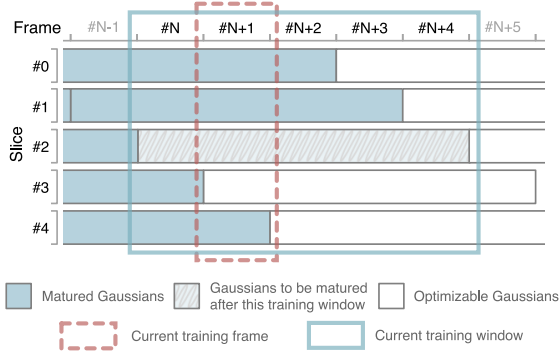 Frame #N-1 #N #N+1 #N+2 #N+3 #N+4 #N+5
#0
#1
Slice #2
#3
#4
Matured Gaussians
Gaussians to be matured
after this training window
Optimizable Gaussians
Current training frame
Current training window